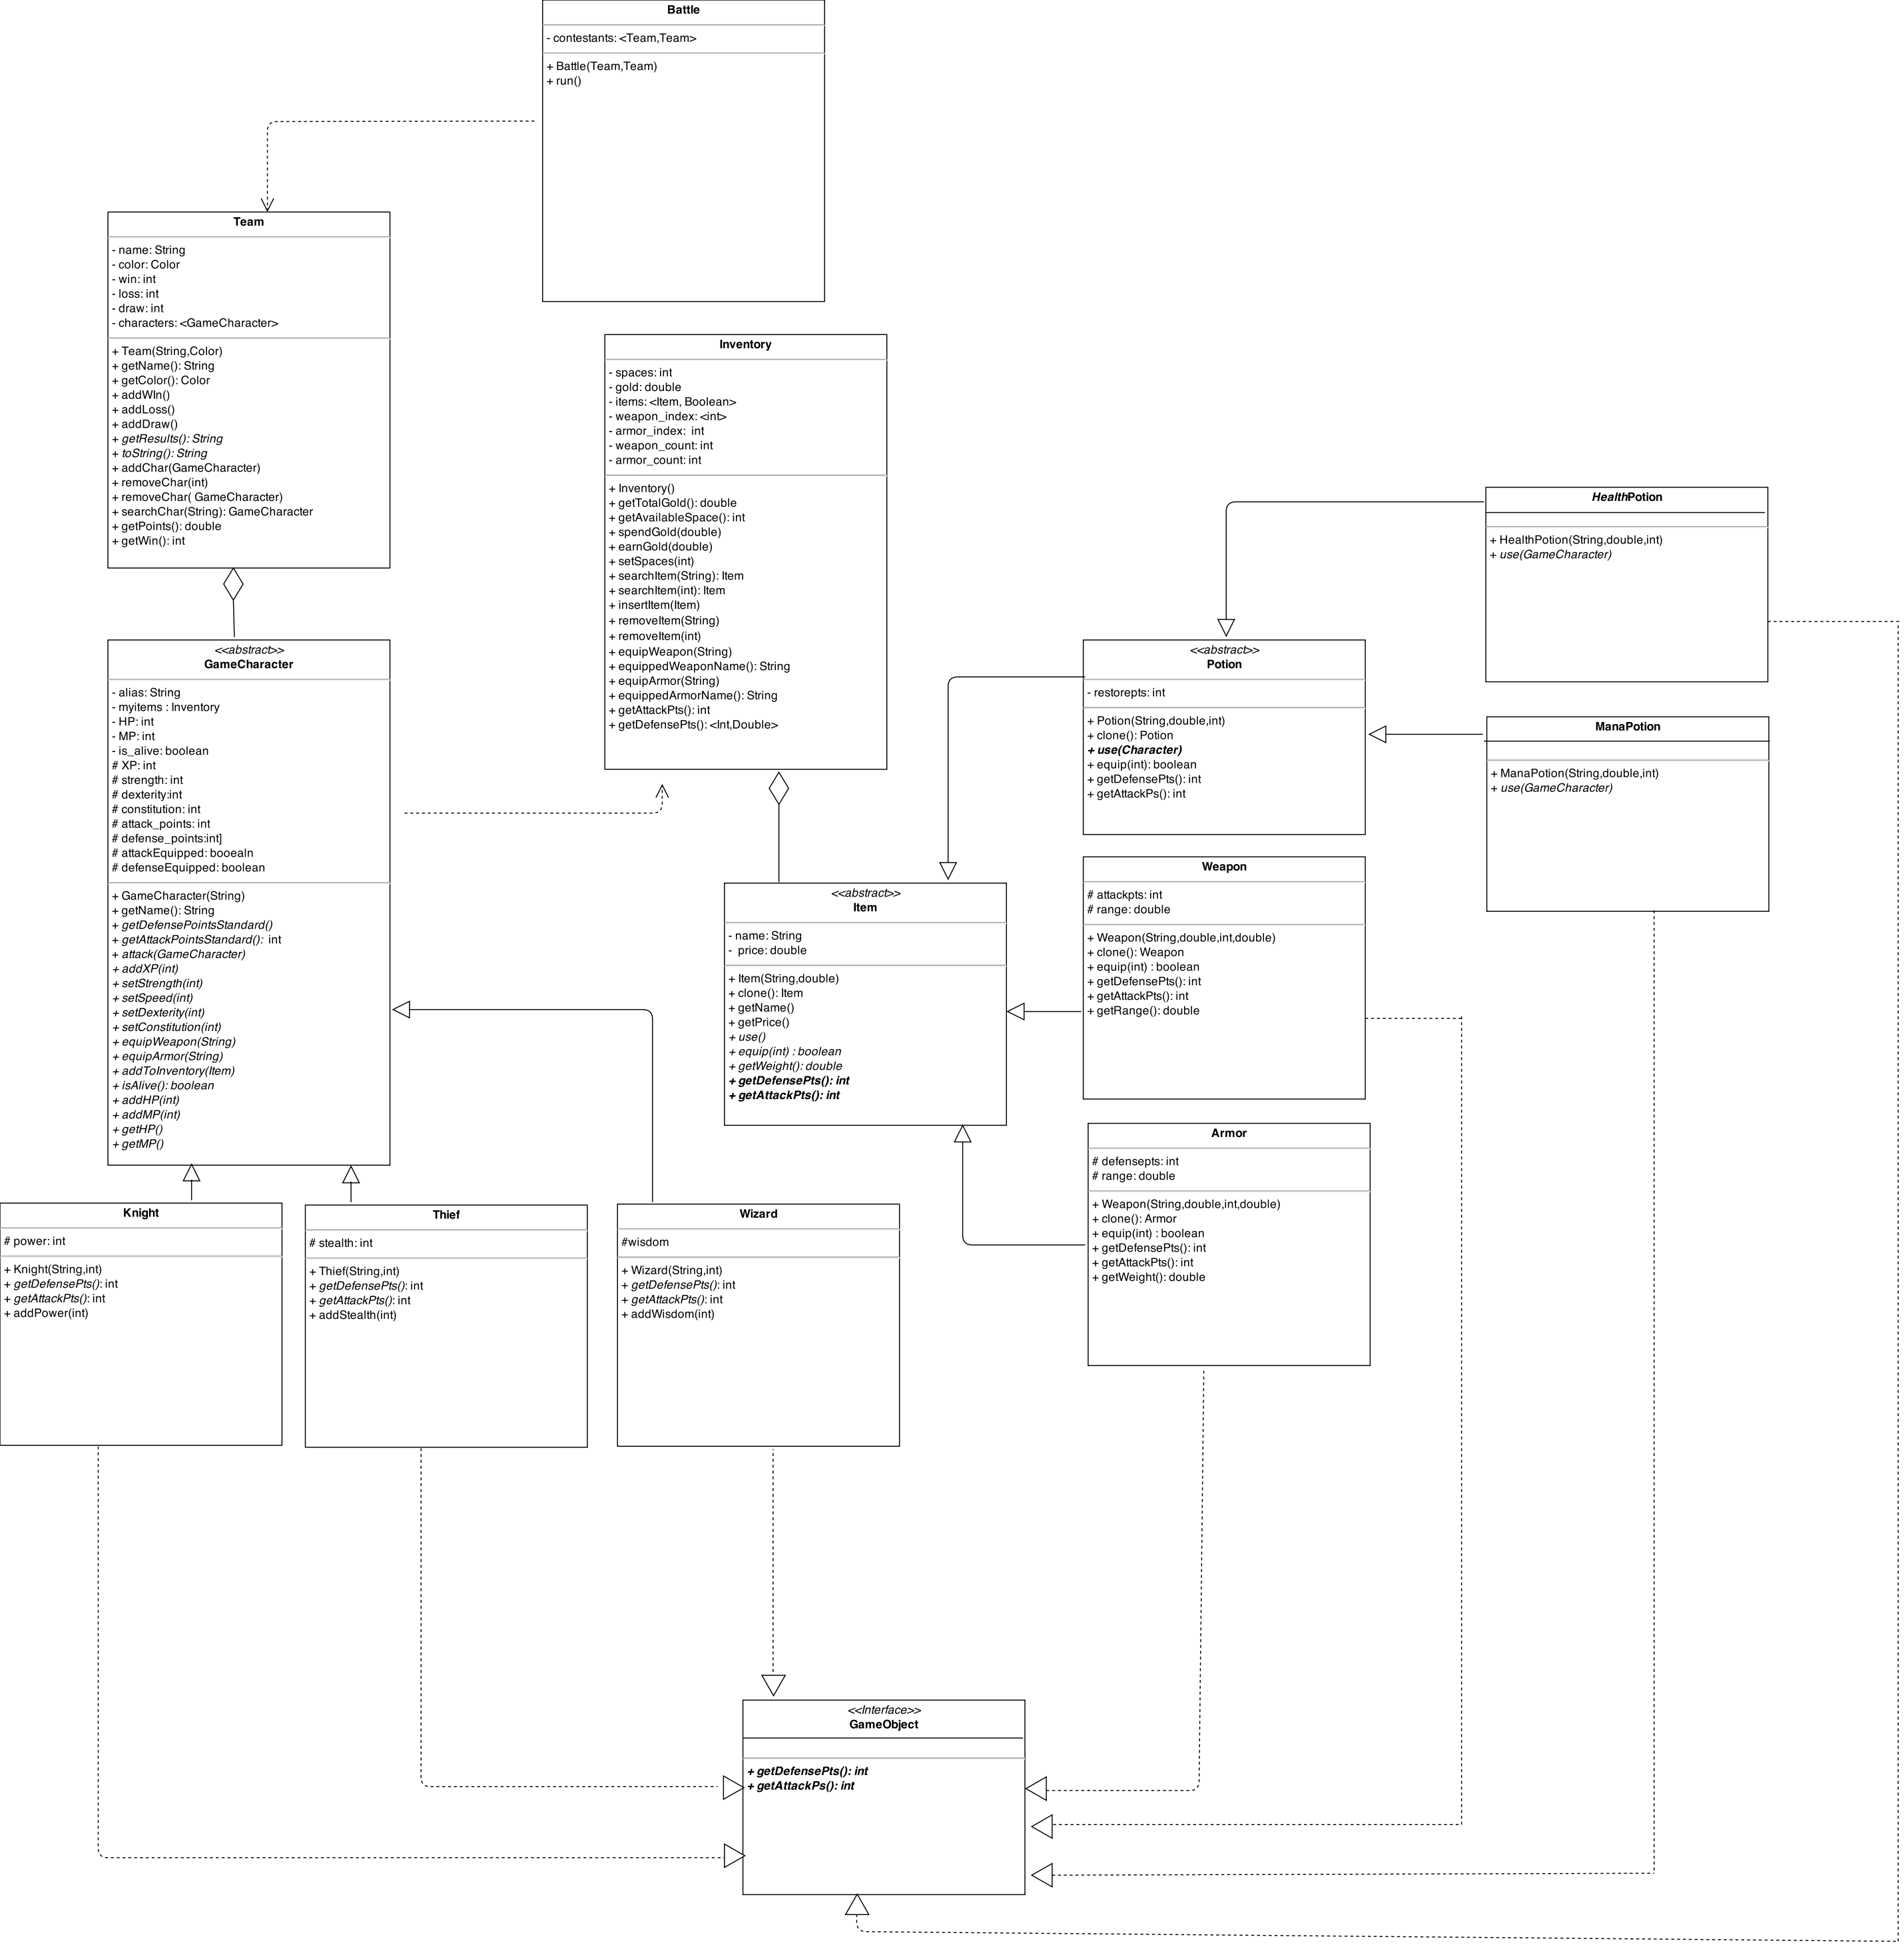 Battle
- contestants: <Team,Team>
+ Battle(Team,Team)
+ run()
Team
- name: String
- color: Color
- win: int
- loss: int
- draw: int
- characters: <GameCharacter>
+ Team(String,Color)
+ getName(): String
+ getColor(): Color
+ addWIn()
+ addLoss()
+ addDraw()
+ getResults(): String
+ toString(): String
+ addChar(GameCharacter)
+ removeChar(int)
+ removeChar( GameCharacter)
+ searchChar(String): GameCharacter
+ getPoints(): double
+ getWin(): int
Inventory
- spaces: int
- gold: double
- items: <Item, Boolean>
- weapon_index: <int>
- armor_index:  int
- weapon_count: int
- armor_count: int
+ Inventory()
+ getTotalGold(): double
+ getAvailableSpace(): int
+ spendGold(double)
+ earnGold(double)
+ setSpaces(int)
+ searchItem(String): Item
+ searchItem(int): Item
+ insertItem(Item)
+ removeItem(String)
+ removeItem(int)
+ equipWeapon(String)
+ equippedWeaponName(): String
+ equipArmor(String)
+ equippedArmorName(): String
+ getAttackPts(): int
+ getDefensePts(): <Int,Double>
HealthPotion
+ HealthPotion(String,double,int)
+ use(GameCharacter)
<<abstract>>
GameCharacter
- alias: String
- myitems : Inventory
- HP: int
- MP: int
- is_alive: boolean
# XP: int
# strength: int
# dexterity:int
# constitution: int
# attack_points: int
# defense_points:int]
# attackEquipped: booealn
# defenseEquipped: boolean
+ GameCharacter(String)
+ getName(): String
+ getDefensePointsStandard()
+ getAttackPointsStandard(): int
+ attack(GameCharacter)
+ addXP(int)
+ setStrength(int)
+ setSpeed(int)
+ setDexterity(int)
+ setConstitution(int)
+ equipWeapon(String)
+ equipArmor(String)
+ addToInventory(Item)
+ isAlive(): boolean
+ addHP(int)
+ addMP(int)
+ getHP()
+ getMP()
<<abstract>>
Potion
- restorepts: int
+ Potion(String,double,int)
+ clone(): Potion
+ use(Character)
+ equip(int): boolean
+ getDefensePts(): int
+ getAttackPs(): int
ManaPotion
+ ManaPotion(String,double,int)
+ use(GameCharacter)
<<abstract>>
Item
- name: String
-  price: double
+ Item(String,double)
+ clone(): Item
+ getName()
+ getPrice()
+ use()
+ equip(int) : boolean
+ getWeight(): double
+ getDefensePts(): int
+ getAttackPts(): int
Weapon
# attackpts: int
# range: double
+ Weapon(String,double,int,double)
+ clone(): Weapon
+ equip(int) : boolean
+ getDefensePts(): int
+ getAttackPts(): int
+ getRange(): double
Armor
# defensepts: int
# range: double
+ Weapon(String,double,int,double)
+ clone(): Armor
+ equip(int) : boolean
+ getDefensePts(): int
+ getAttackPts(): int
+ getWeight(): double
Knight
# power: int
+ Knight(String,int)
+ getDefensePts(): int
+ getAttackPts(): int
+ addPower(int)
Thief
# stealth: int
+ Thief(String,int)
+ getDefensePts(): int
+ getAttackPts(): int
+ addStealth(int)
Wizard
#wisdom
+ Wizard(String,int)
+ getDefensePts(): int
+ getAttackPts(): int
+ addWisdom(int)
<<Interface>>
GameObject
+ getDefensePts(): int
+ getAttackPs(): int